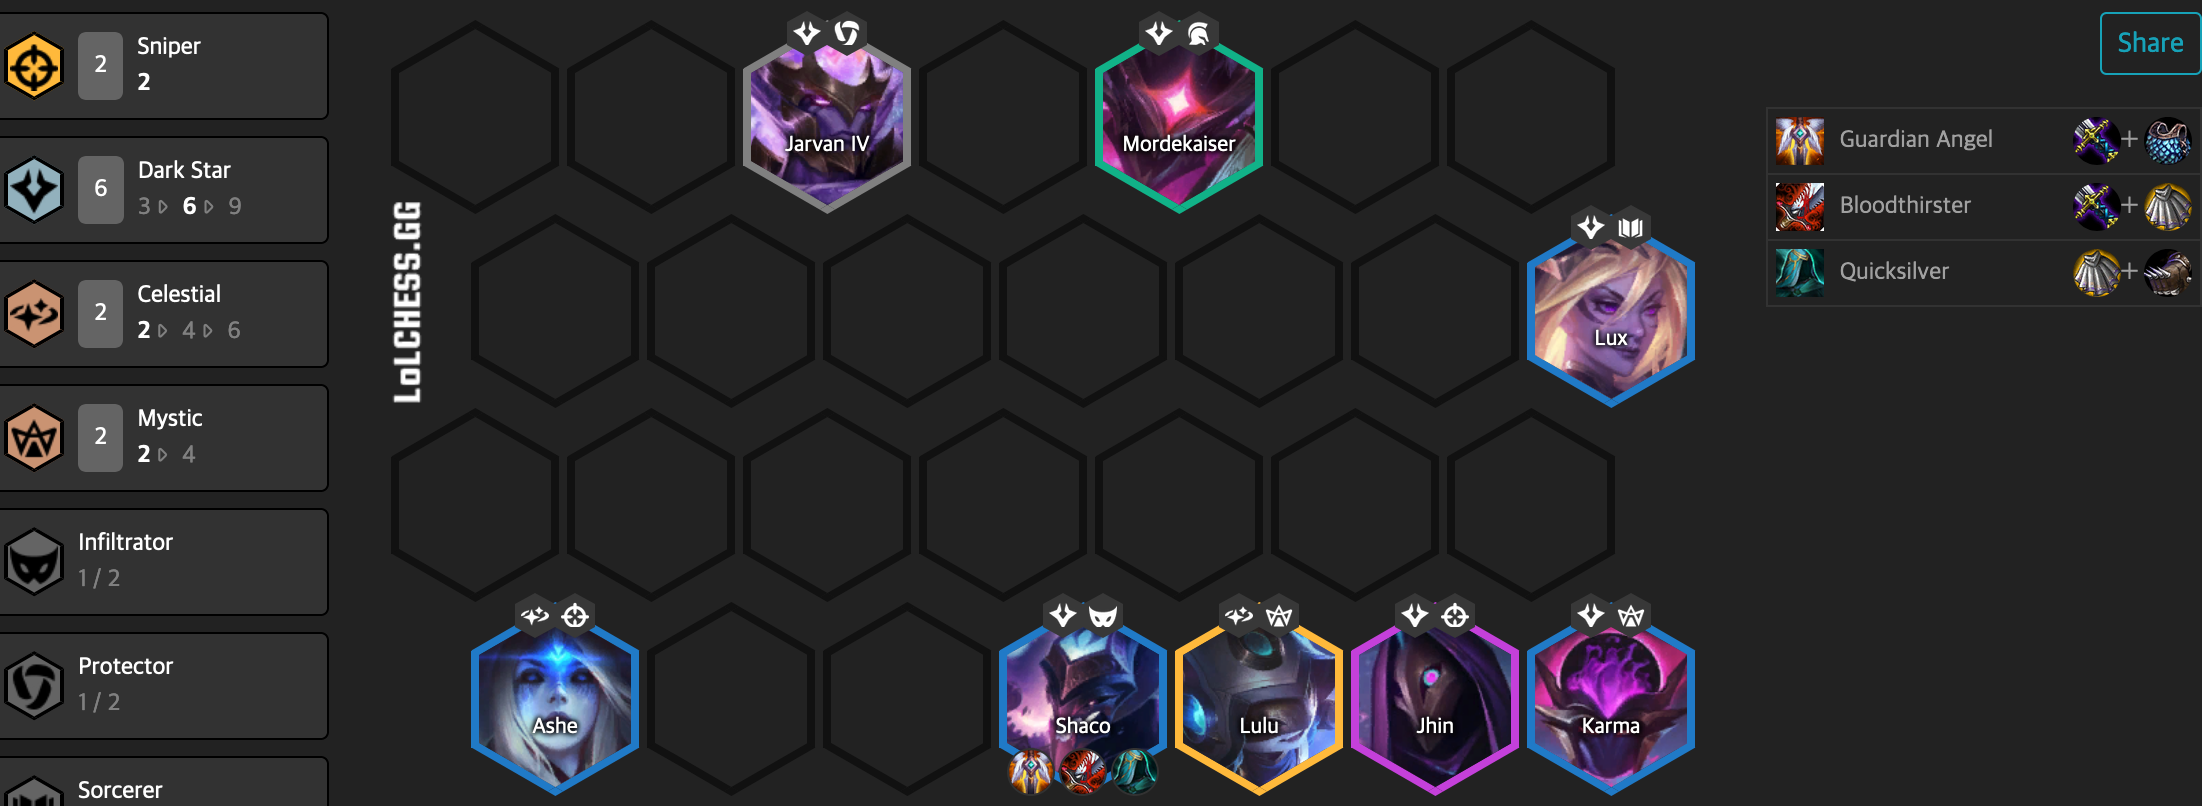 Sniper
2
2
Dark Star
6
3 6 9
Celestial
2
2 4 6
Mystic
2
2 4
Infiltrator
1 / 2
Protector
1 / 2
Sorcerer
LoLCHESS.GG
Jarvan IV
Mordekaiser
Lux
Ashe
Shaco
Lulu
Jhin
Karma
Share
Guardian Angel +
Bloodthirster +
Quicksilver +